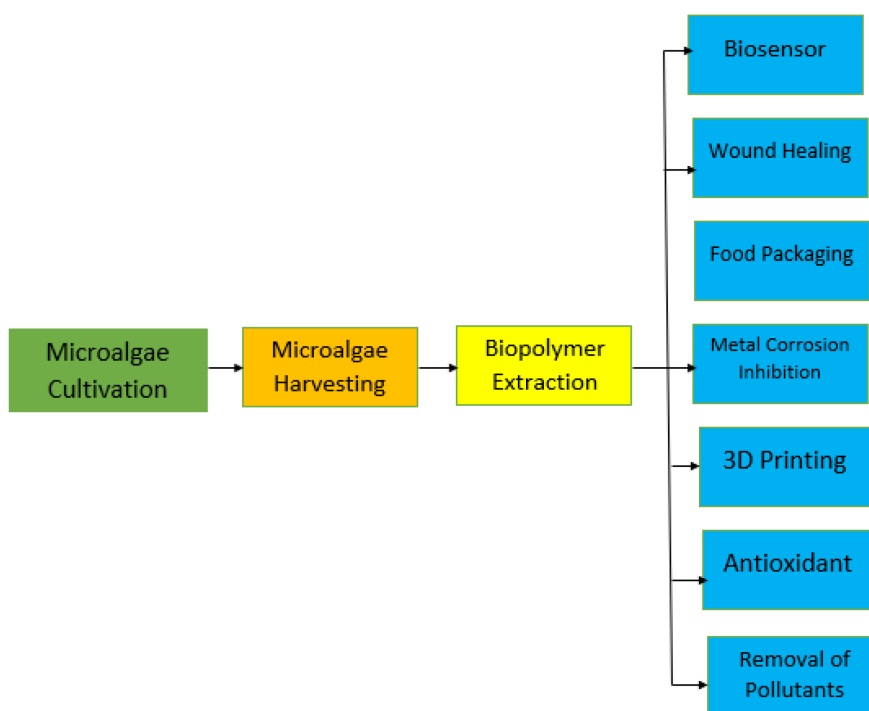 Microalgae
Cultivation
Microalgae
Harvesting
Biopolymer
Extraction
Biosensor
Wound Healing
Food Packaging
Metal Corrosion
Inhibition
3D Printing
Antioxidant
Removal of
Pollutants